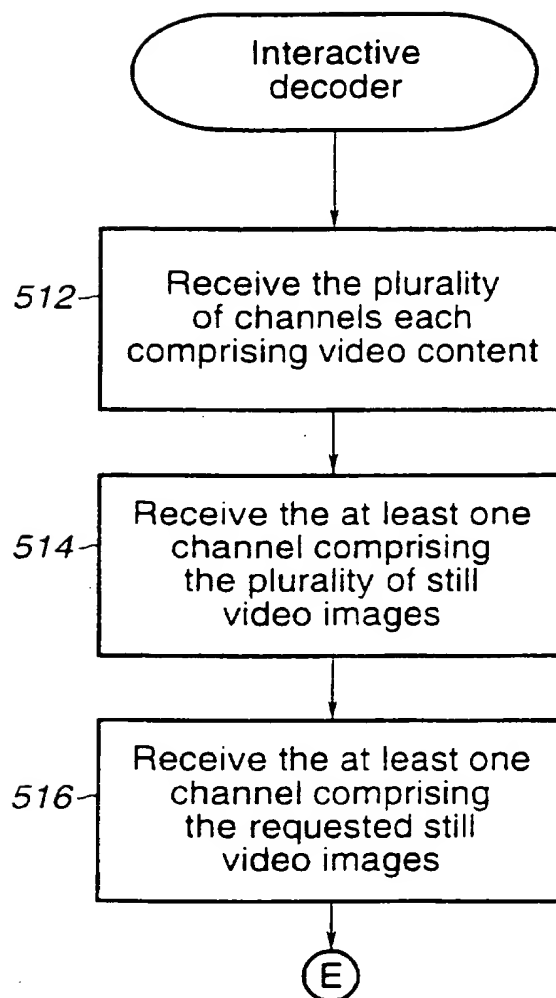 Interactive
decoder
512
Receive the plurality
of channels each
comprising video content
514
Receive the at least one
channel comprising
the plurality of still
video images
516
Receive the at least one
channel comprising
the requested still
video images
E